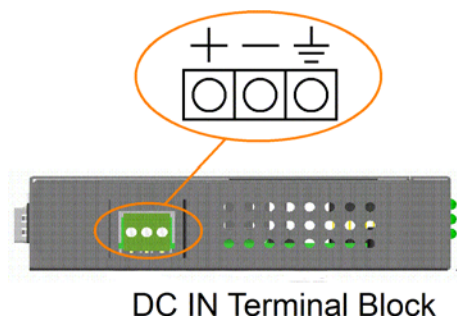 + —
DC IN Terminal Block